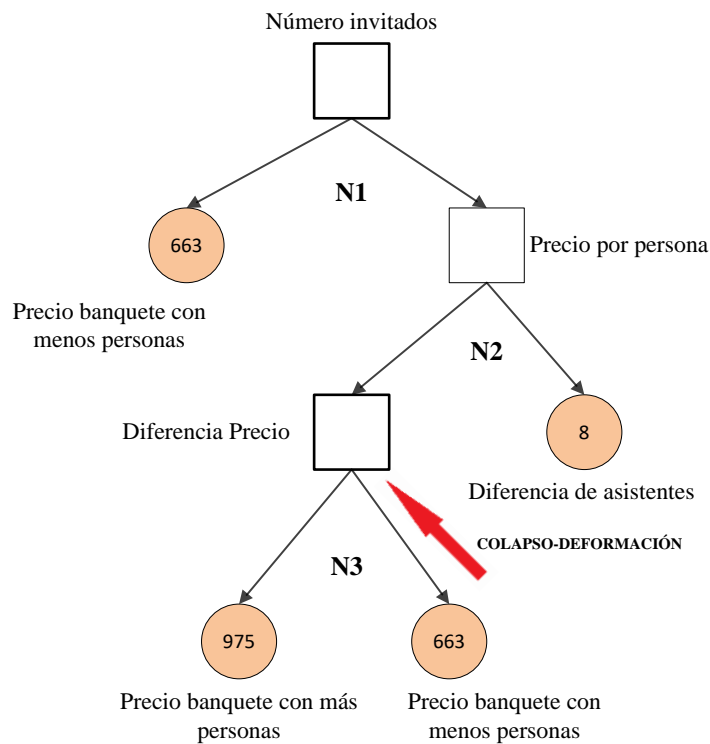 Número invitados
N1
663
Precio por persona
Precio banquete con
menos personas
N2
Diferencia Precio
8
Diferencia de asistentes
COLAPSO-DEFORMACIÓN
N3
975
663
Precio banquete con más
personas
Precio banquete con
menos personas